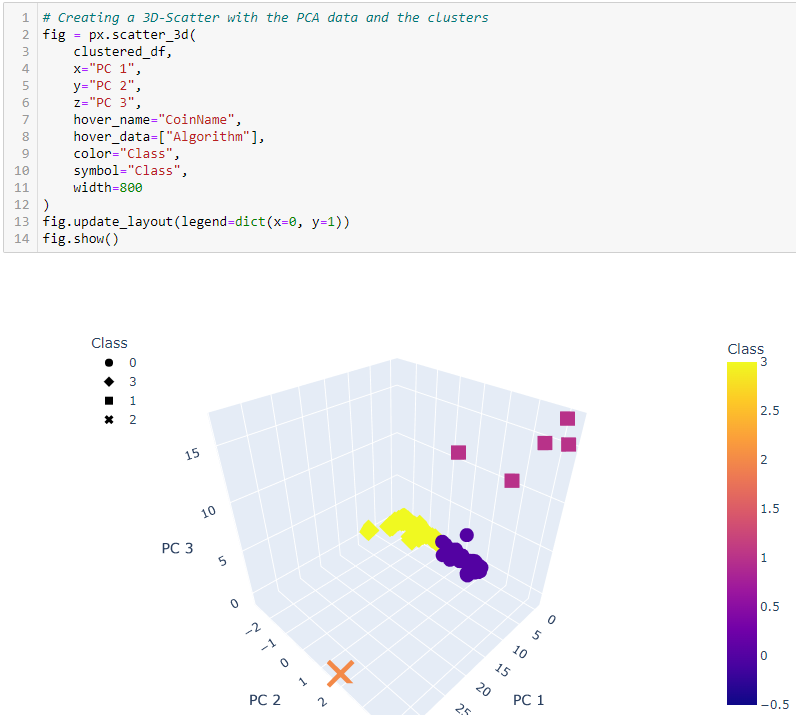 1 # Creating a 3D-Scatter with the PCA data and the clusters
2 fig = px.scatter_3d(
3     clustered_df,
4     x="PC 1",
5     y="PC 2",
6     z="PC 3",
7     hover_name="CoinName",
8     hover_data=["Algorithm"],
9     color="Class",
10     symbol="Class",
11     width=800
12 )
13 fig.update_layout(legend=dict(x=0, y=1))
14 fig.show()
Class
0
3
1
2
Class
3
2.5
2
1.5
1
0.5
0
−0.5
15
10
5
0
PC 3
−2
−1
0
1
2
PC 2
0
5
10
15
20
25
PC 1